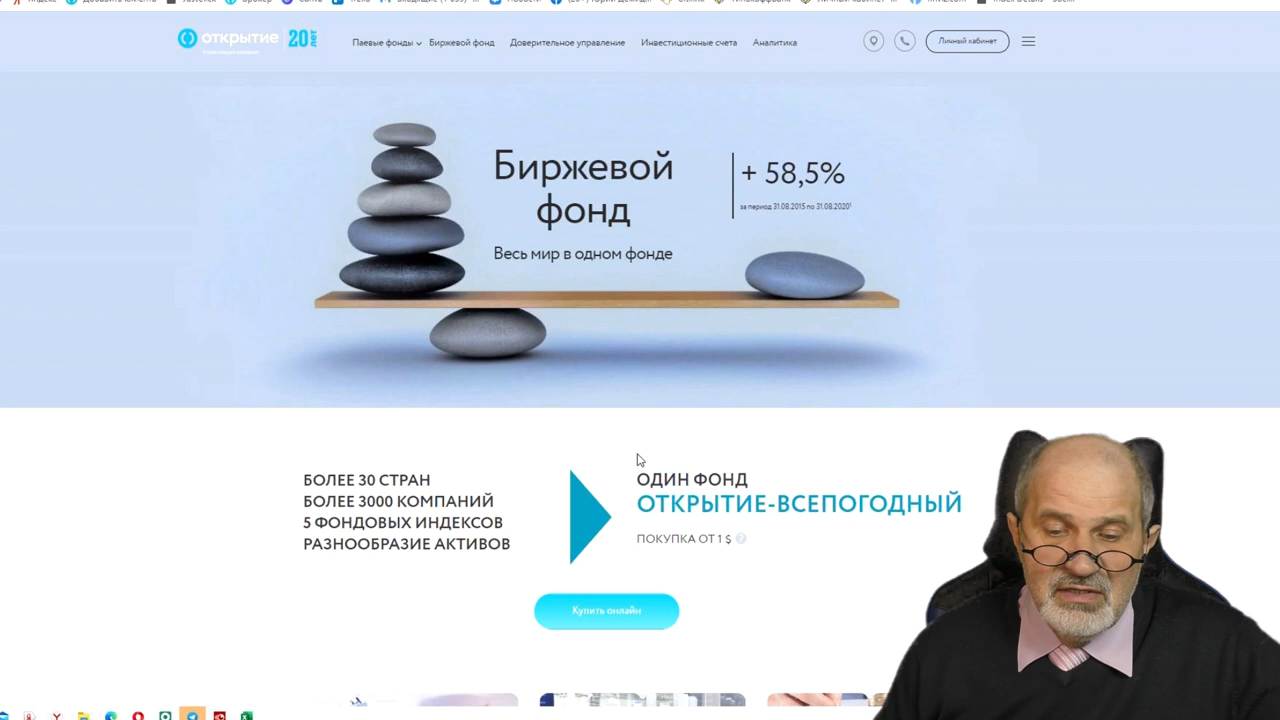 открытие 20 лет
Паевые фонды Биржевой фонд Доверительное управление Инвестиционные счета Аналитика Личный кабинет
Биржевой
фонд
Весь мир в одном фонде
+ 58,5%
за период 31.08.2015 по 31.08.2020¹
БОЛЕЕ 30 СТРАН
БОЛЕЕ 3000 КОМПАНИЙ
5 ФОНДОВЫХ ИНДЕКСОВ
РАЗНООБРАЗИЕ АКТИВОВ
ОДИН ФОНД
ОТКРЫТИЕ-ВСЕПОГОДНЫЙ
ПОКУПКА ОТ 1 $ ?
Купить онлайн